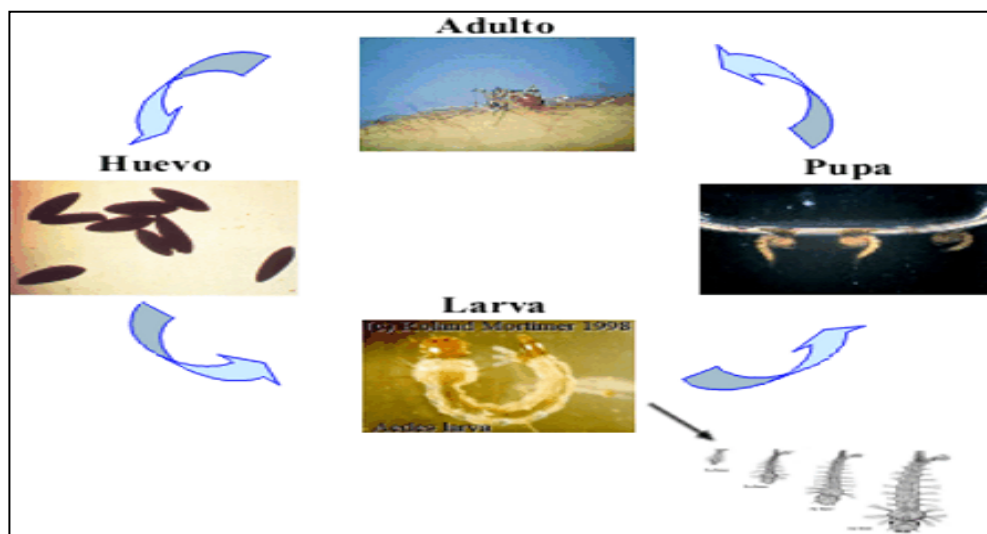 Adulto
Huevo
Pupa
Larva
(c) Roland Mortimer 1998
Aedes larva